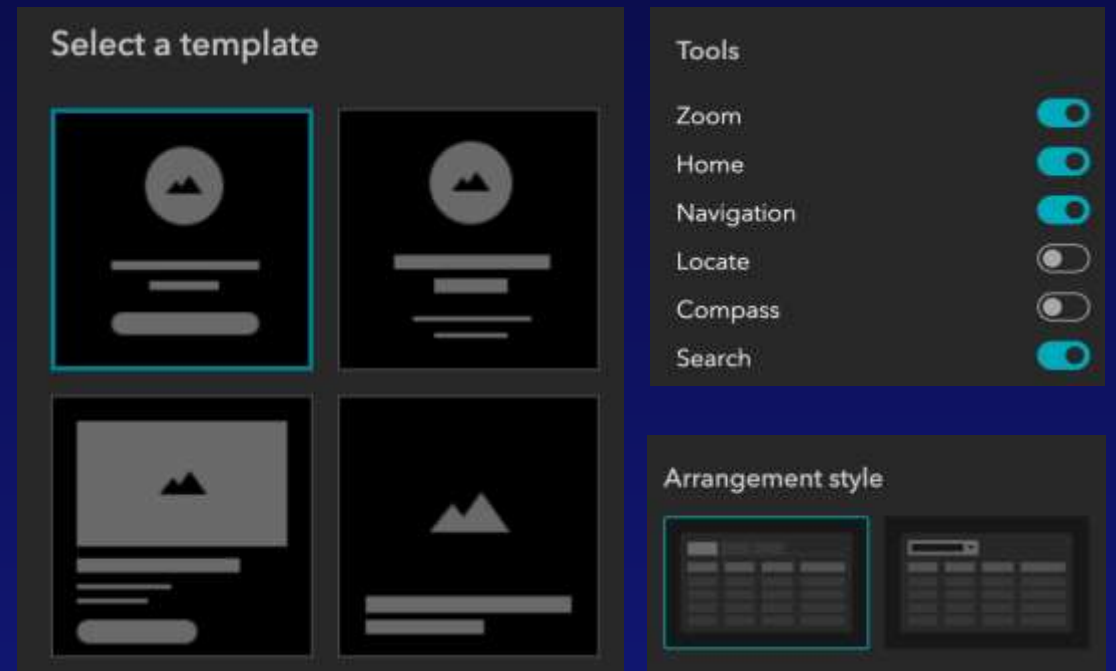 Select a template
Tools
Zoom
Home
Navigation
Locate
Compass
Search
Arrangement style